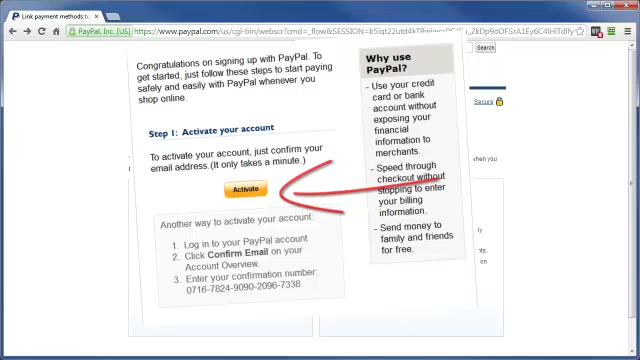 Link payment methods t
PayPal, Inc. [US]
https://www.paypal.com/us/cgi-bin/webscr?cmd=_flow&SESSION=
Search
Congratulations on signing up with PayPal. To
get started, just follow these steps to start paying
safely and easily with PayPal whenever you
shop online.
Step 1: Activate your account
To activate your account, just confirm your
email address.(It only takes a minute.)
Activate
Another way to activate your account:
1. Log in to your PayPal account
2. Click Confirm Email on your
Account Overview.
3. Enter your confirmation number:
0716-7824-9090-2096-7338
Why use
PayPal?
- Use your credit
card or bank
account without
exposing your
financial
information to
merchants.
- Speed through
checkout without
stopping to enter
your billing
information.
- Send money to
family and friends
for free.
Secure
when you
nts.
on